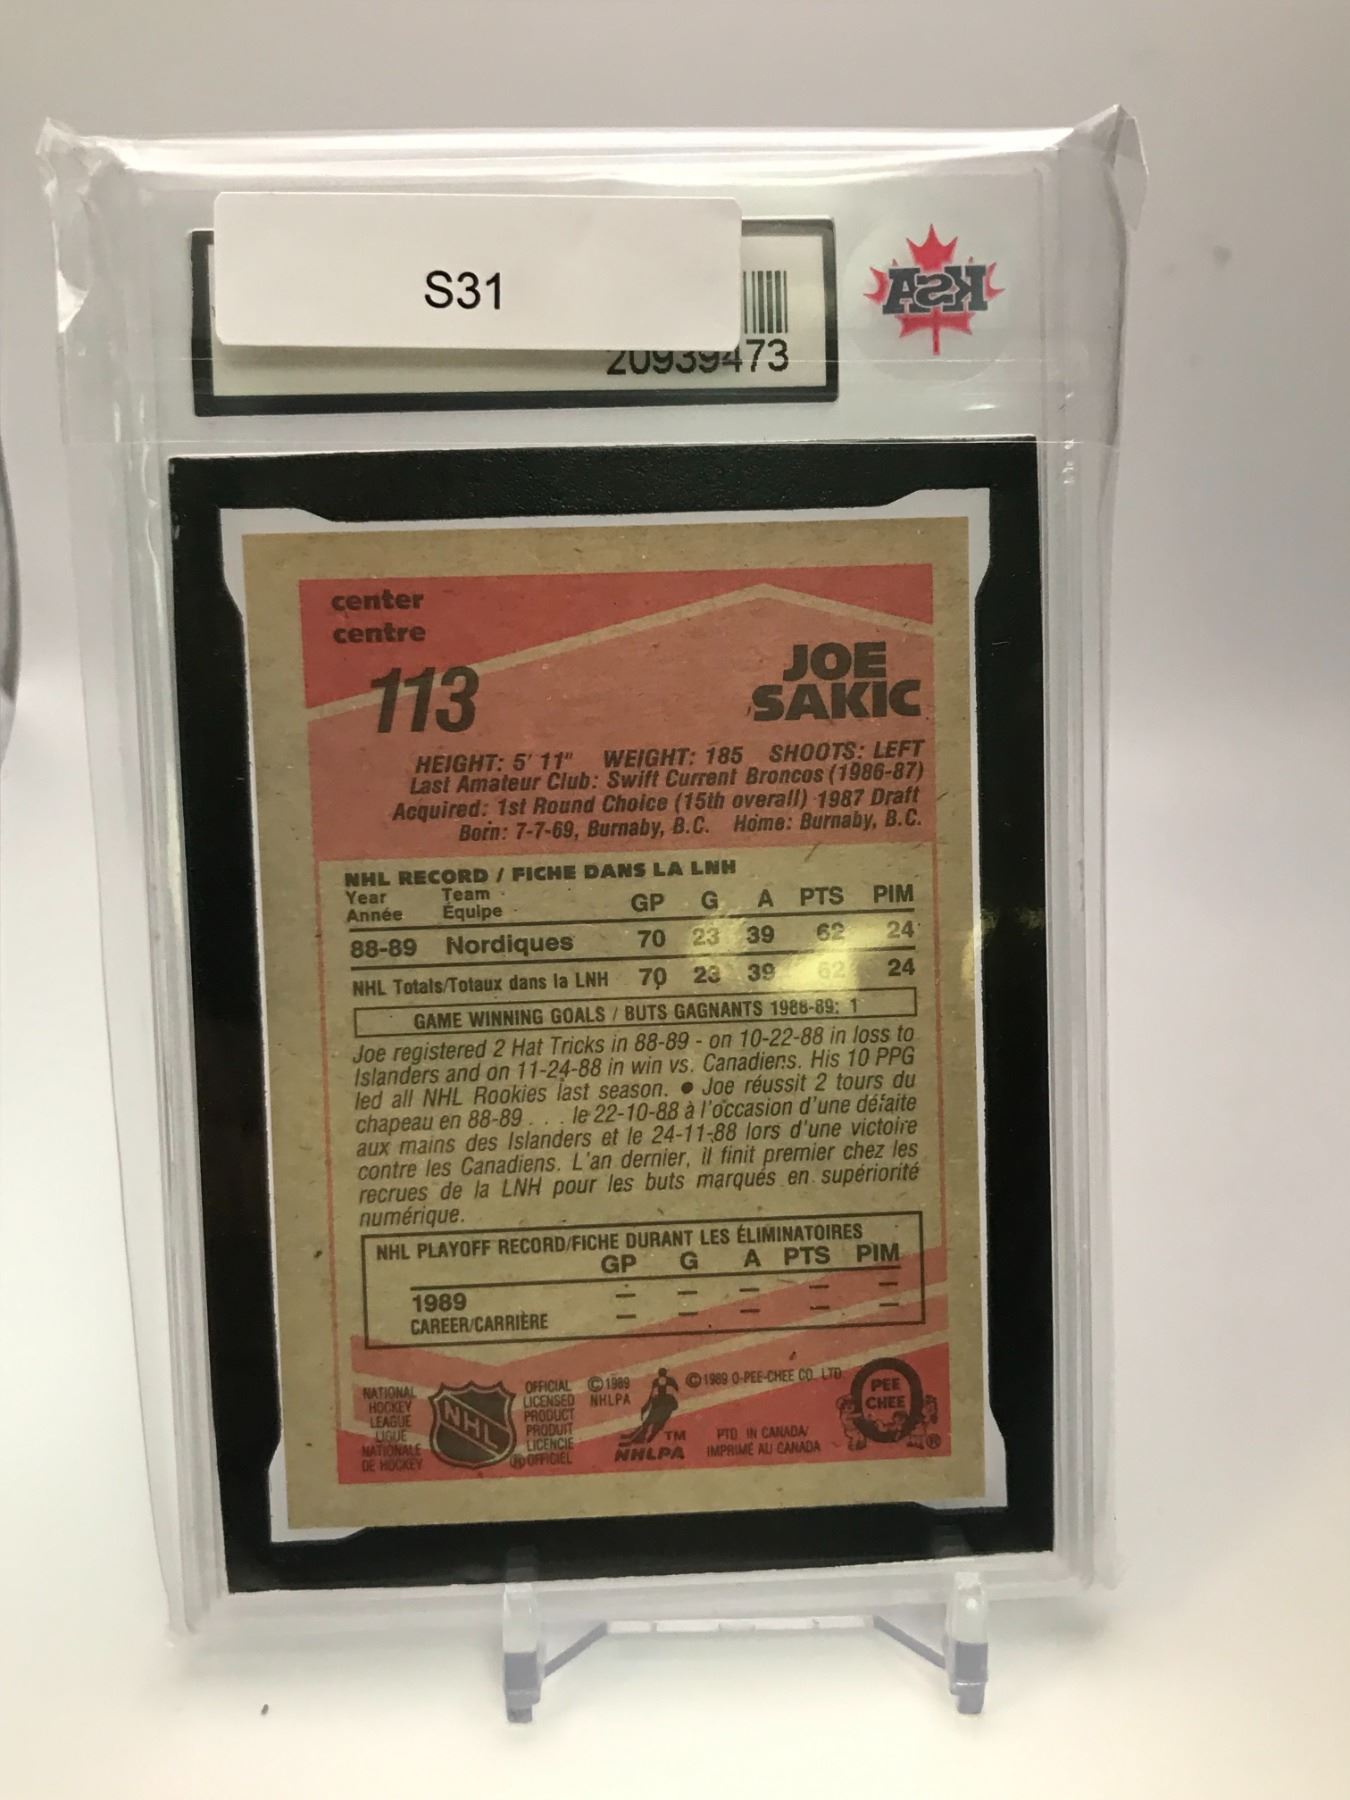 S31
20939473
KSA
center
centre
113
JOE
SAKIC
HEIGHT: 5' 11" WEIGHT: 185 SHOOTS: LEFT
Last Amateur Club: Swift Current Broncos (1986-87)
Acquired: 1st Round Choice (15th overall) 1987 Draft
Born: 7-7-69, Burnaby, B.C. Home: Burnaby, B.C.
NHL RECORD / FICHE DANS LA LNH
Year Team
Année Équipe GP G A PTS PIM
88-89 Nordiques 70 23 39 62 24
NHL Totals/Totaux dans la LNH 70 23 39 62 24
GAME WINNING GOALS / BUTS GAGNANTS 1988-89: 1
Joe registered 2 Hat Tricks in 88-89 - on 10-22-88 in loss to
Islanders and on 11-24-88 in win vs. Canadiens. His 10 PPG
led all NHL Rookies last season. ● Joe réussit 2 tours du
chapeau en 88-89 . . . le 22-10-88 à l'occasion d'une défaite
aux mains des Islanders et le 24-11-88 lors d'une victoire
contre les Canadiens. L'an dernier, il finit premier chez les
recrues de la LNH pour les buts marqués en supériorité
numérique.
NHL PLAYOFF RECORD/FICHE DURANT LES ÉLIMINATOIRES
GP G A PTS PIM
1989 — — — — —
CAREER/CARRIÈRE — — — — —
NATIONAL
HOCKEY
LEAGUE
LIGUE
NATIONALE
DE HOCKEY
NHL
OFFICIAL
LICENSED
PRODUCT
PRODUIT
LICENCIE
OFFICIEL
®
©1989
NHLPA
TM
NHLPA
©1989 O-PEE-CHEE CO. LTD.
PTD. IN CANADA/
IMPRIMÉ AU CANADA
O
PEE
CHEE
®